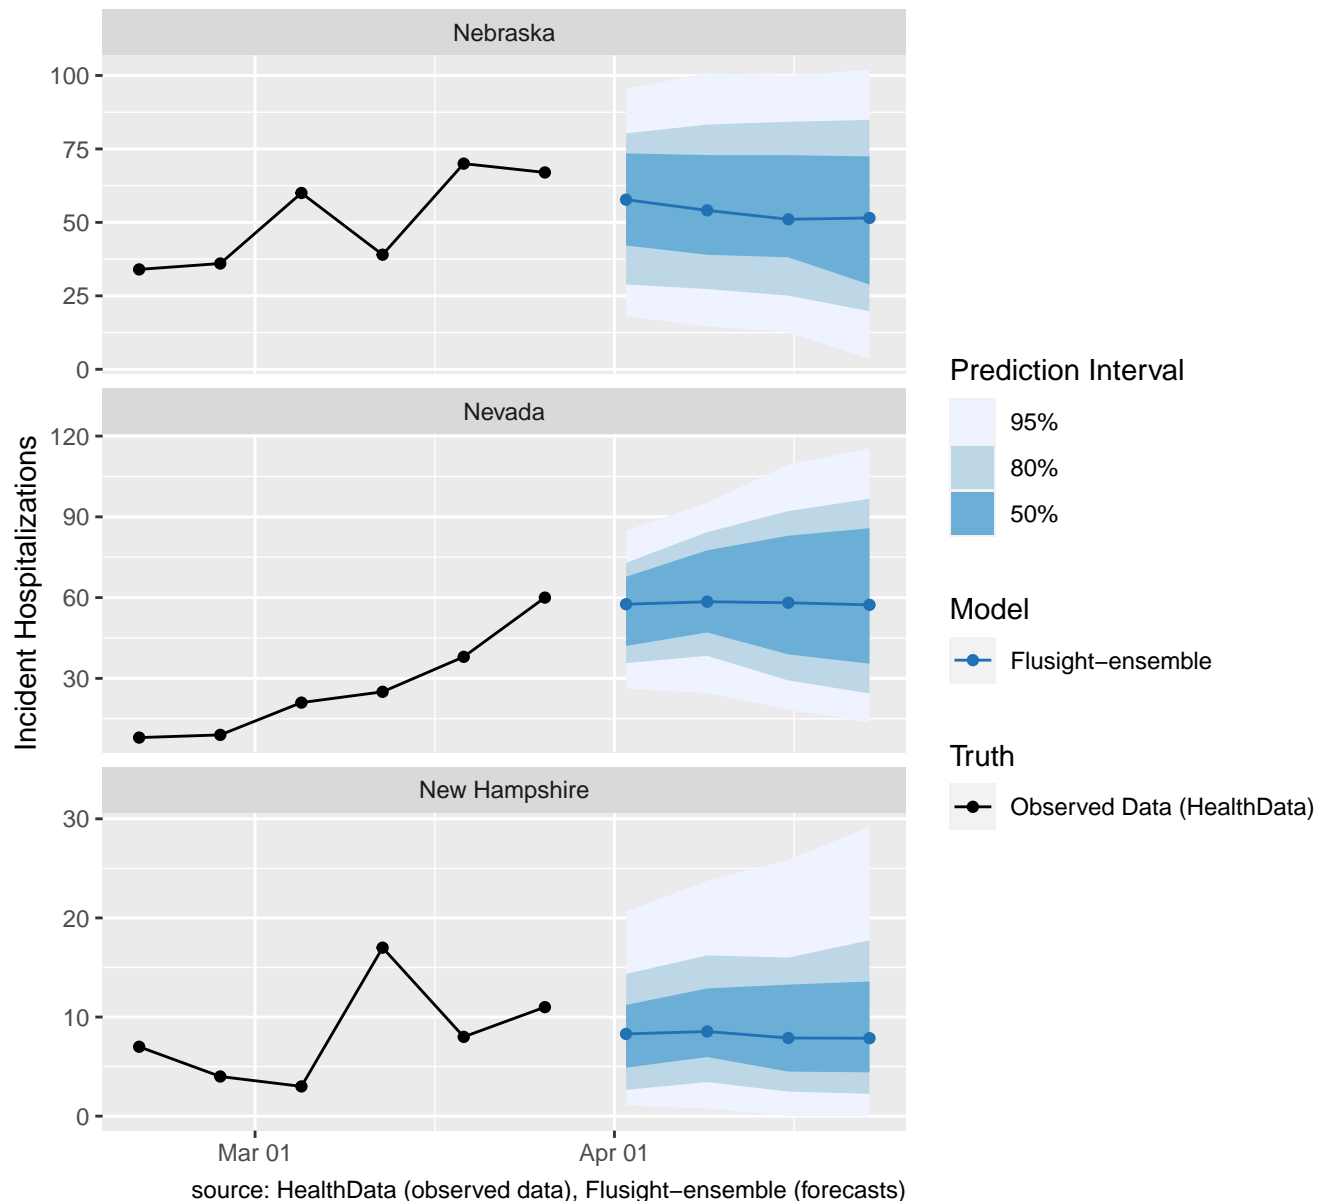 Nebraska
100
75
50
25
0
Nevada
120
90
60
30
New Hampshire
30
20
10
0
Mar 01
Apr 01
Incident Hospitalizations
source: HealthData (observed data), Flusight−ensemble (forecasts)
Prediction Interval
95%
80%
50%
Model
Flusight−ensemble
Truth
Observed Data (HealthData)